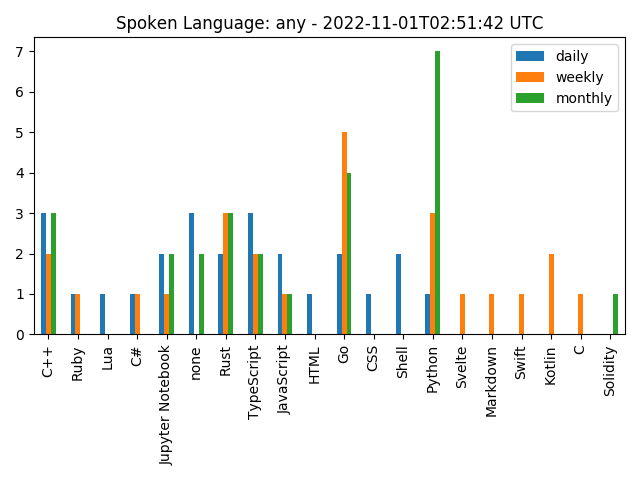 Spoken Language: any - 2022-11-01T02:51:42 UTC
daily
weekly
monthly
7
6
5
4
3
2
1
0
C++
Ruby
Lua
C#
Jupyter Notebook
none
Rust
TypeScript
JavaScript
HTML
Go
CSS
Shell
Python
Svelte
Markdown
Swift
Kotlin
C
Solidity